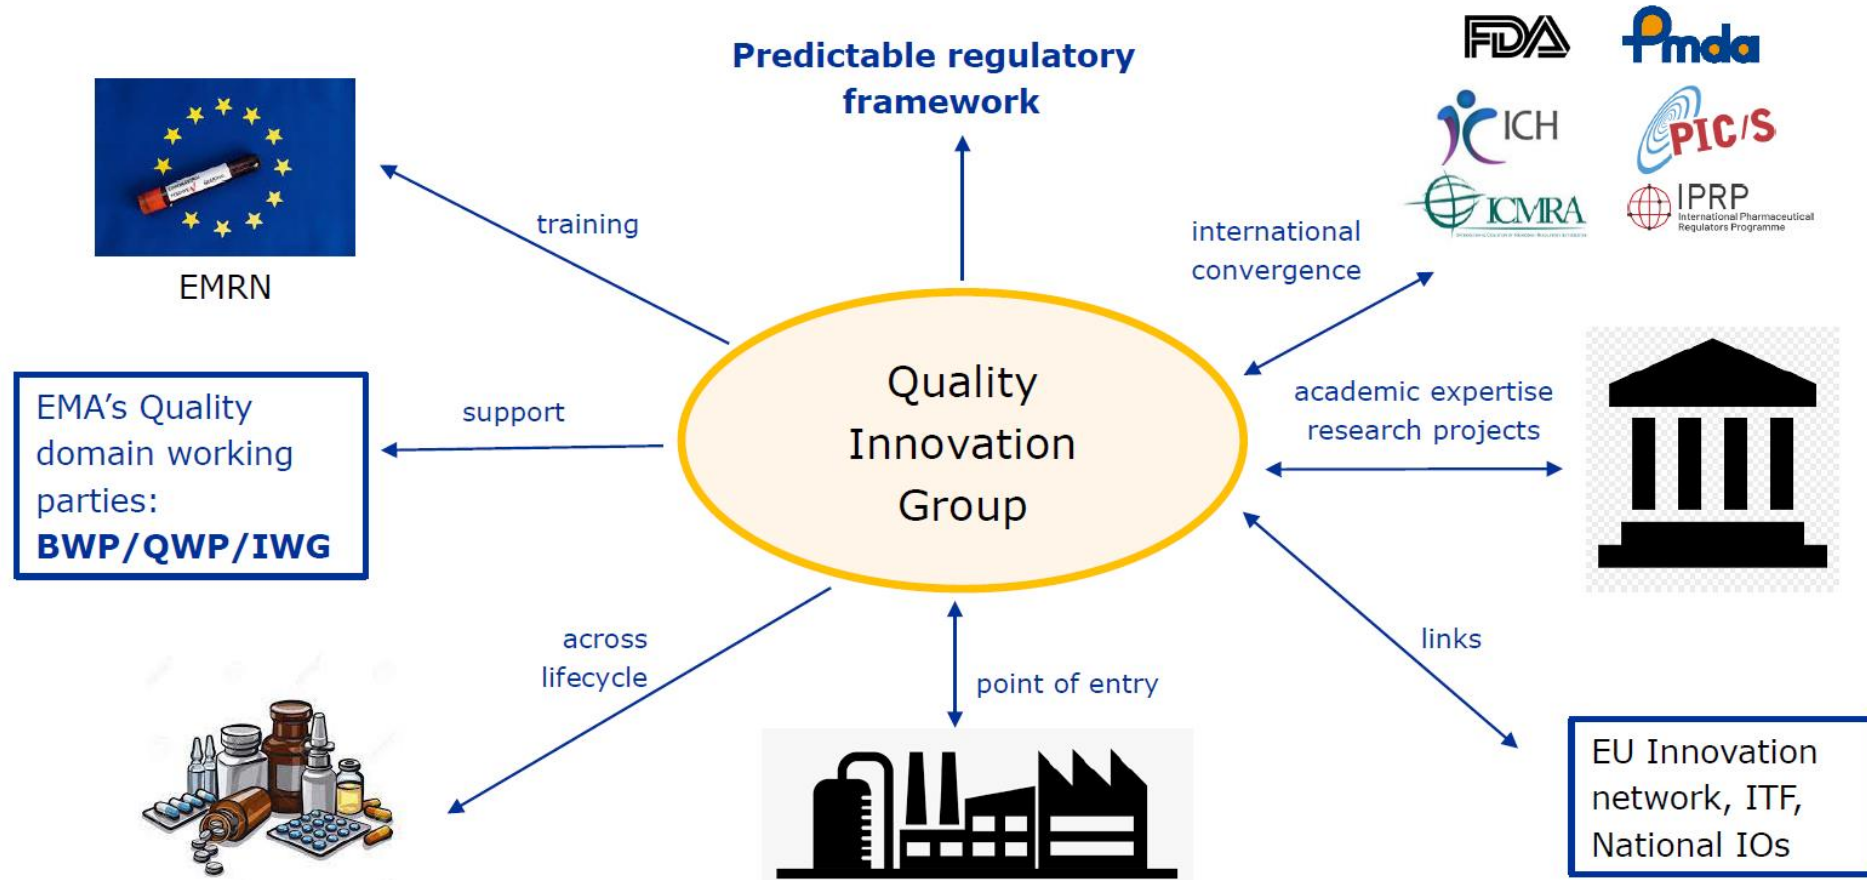 Predictable regulatory
framework
FDA
Pmda
ICH
PIC/S
ICMRA
IPRP
International Pharmaceutical
Regulators Programme
EMRN
training
international
convergence
EMA’s Quality
domain working
parties:
BWP/QWP/IWG
support
Quality
Innovation
Group
academic expertise
research projects
across
lifecycle
point of entry
links
EU Innovation
network, ITF,
National IOs